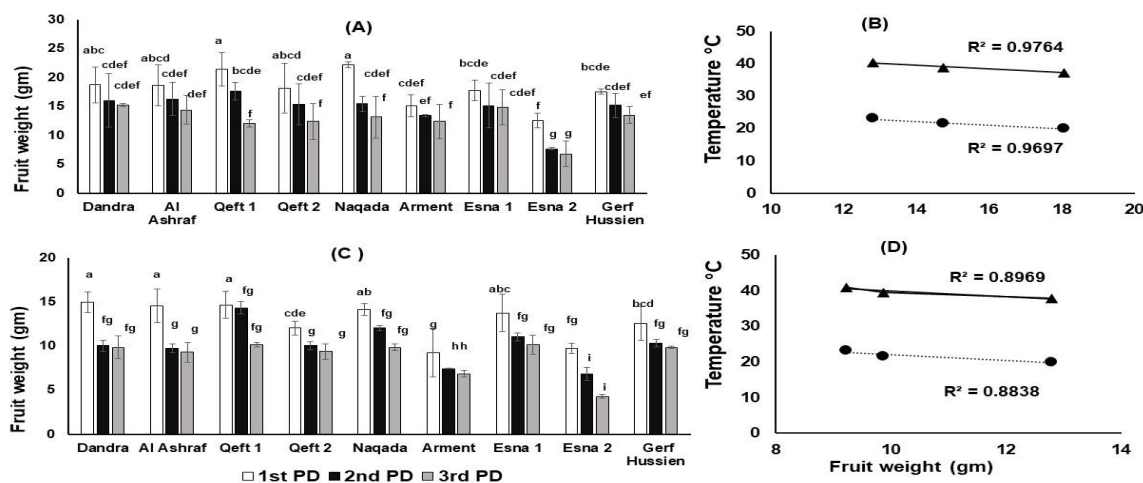 (A)
Fruit weight (gm)
30
25
20
15
10
5
0
abc
cdef
cdef
abcd
cdef
def
a
bcde
f
abcd
cdef
f
a
cdef
f
cdef
ef
f
bcde
cdef
cdef
f
g
g
bcde
cdef
ef
Dandra
Al
Ashraf
Qeft 1
Qeft 2
Naqada
Arment
Esna 1
Esna 2
Gerf
Hussien
(B)
Temperature °C
50
40
30
20
10
0
R² = 0.9764
R² = 0.9697
10
12
14
16
18
20
(C )
Fruit weight (gm)
20
15
10
5
0
a
fg
fg
a
g
g
a
fg
fg
cde
g
g
ab
fg
fg
g
hh
abc
fg
fg
fg
i
i
bcd
fg
fg
Dandra
Al Ashraf
Qeft 1
Qeft 2
Naqada
Arment
Esna 1
Esna 2
Gerf
Hussien
1st PD
2nd PD
3rd PD
(D)
Temperature °C
50
40
30
20
10
0
R² = 0.8969
R² = 0.8838
8
10
12
14
Fruit weight (gm)